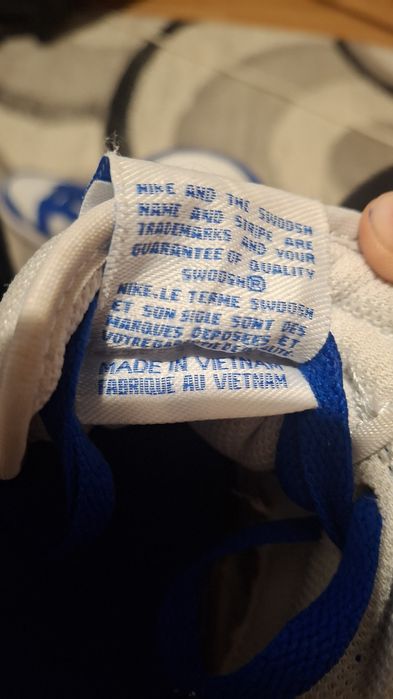 NIKE AND THE SWOOSH
NAME AND STRIPE ARE
TRADEMARKS AND YOUR
GUARANTEE OF QUALITY
SWOOSH®
NIKE.LE TERME SWOOSH
ET SON SIGLE SONT DES
MARQUES DEPOSEES ET
VOTRE
MADE IN VIETNAM
FABRIQUE AU VIETNAM